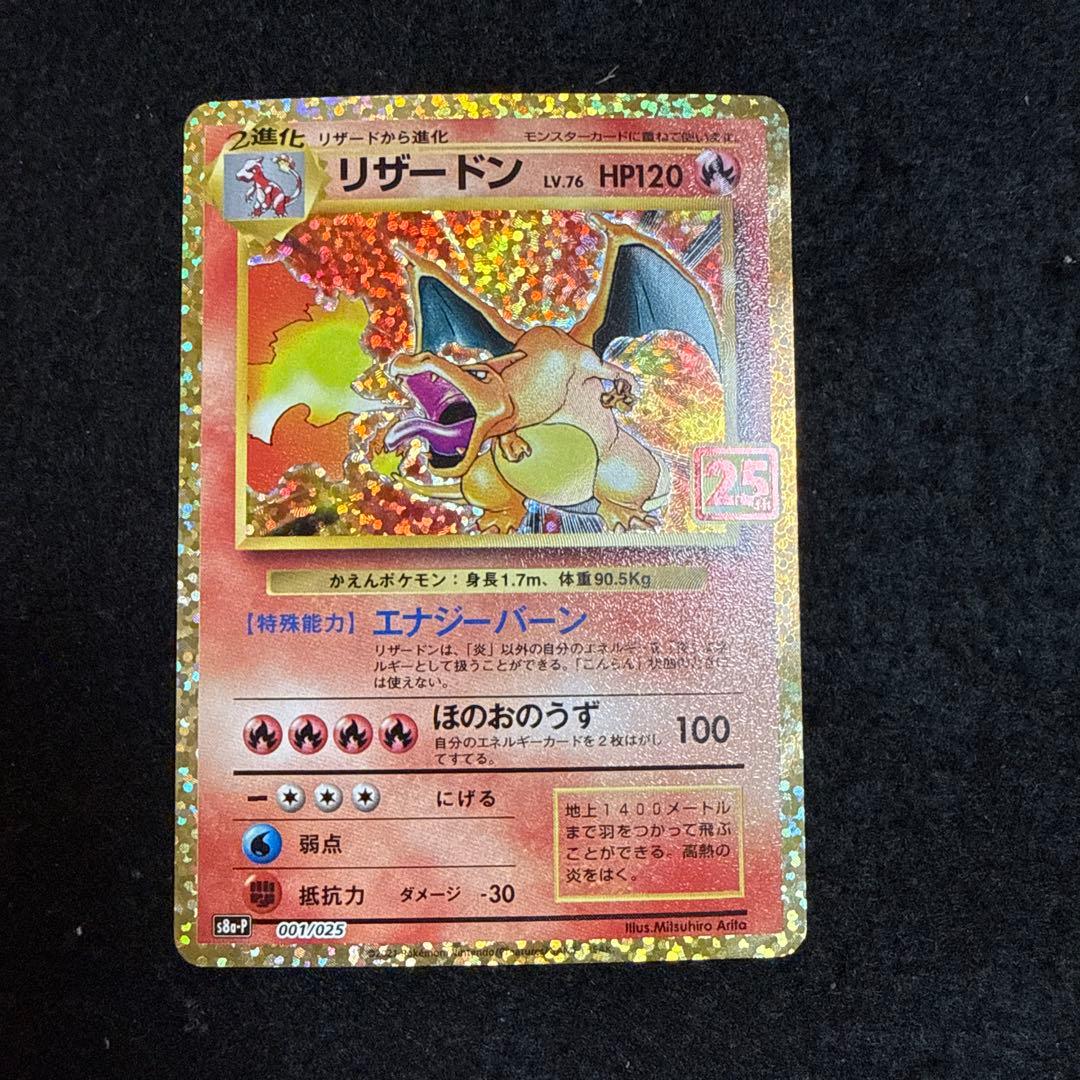 2進化 リザードから進化 モンスターカードに重ねて使います。
リザードン LV.76 HP120
25
かえんポケモン：身長1.7m、体重90.5Kg
【特殊能力】 エナジーバーン
リザードンは、「炎」以外の自分のエネルギー
ルギーとして扱うことができる。「こんらん」
は使えない。
ほのおのうず 100
自分のエネルギーカードを2枚はがし
てすてる。
にげる
弱点
抵抗力 ダメージ -30
地上1400メートル
まで羽をつかって飛ぶ
ことができる。高熱の
炎をはく。
s8a-P 001/025 Illus.Mitsuhiro Arita
©2021 Pokémon